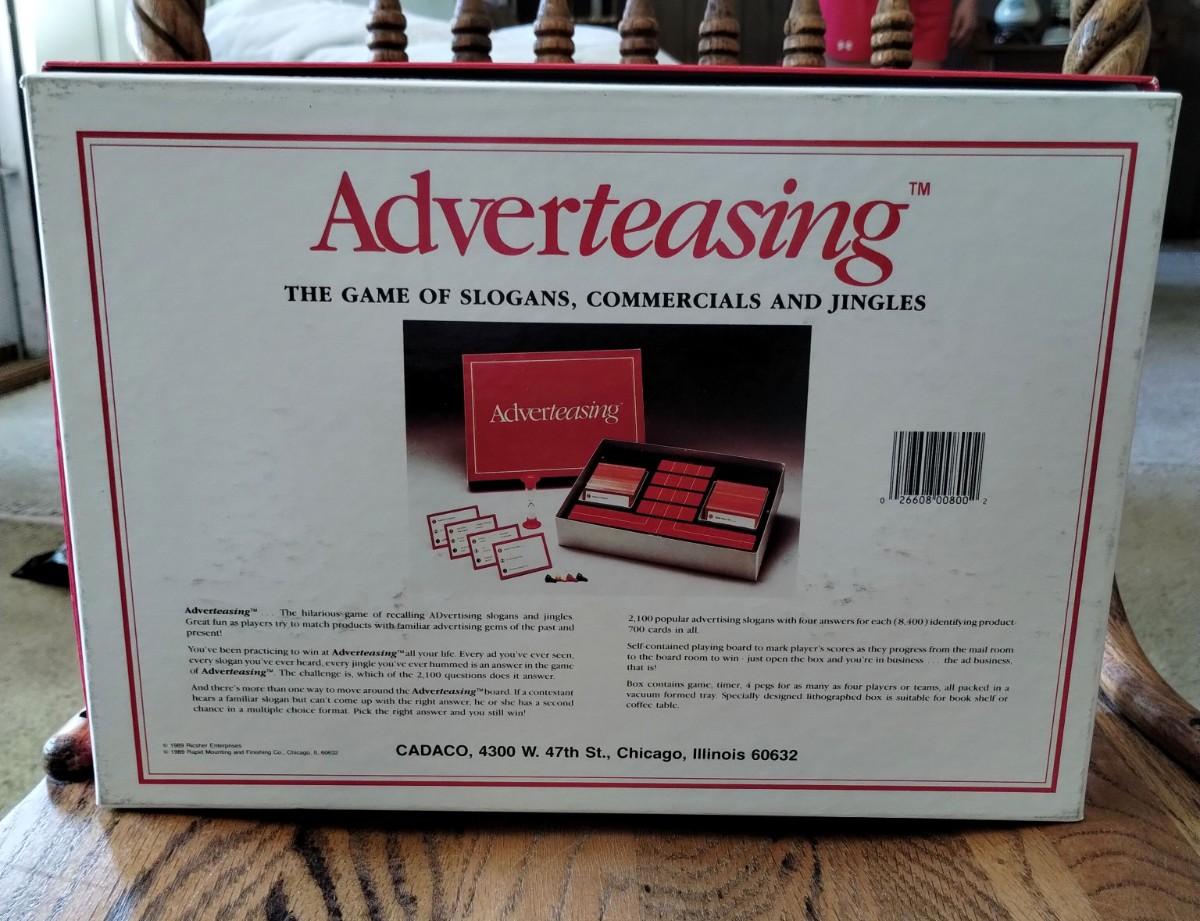 Adverteasing™
THE GAME OF SLOGANS, COMMERCIALS AND JINGLES
Adverteasing
0 26608 00800 2
Adverteasing™ . . . The hilarious game of recalling ADvertising slogans and jingles.
Great fun as players try to match products with familiar advertising gems of the past and
present!
You've been practicing to win at Adverteasing™ all your life. Every ad you've ever seen,
every slogan you've ever heard, every jingle you've ever hummed is an answer in the game
of Adverteasing™. The challenge is, which of the 2,100 questions does it answer.
And there's more than one way to move around the Adverteasing™ board. If a contestant
hears a familiar slogan but can't come up with the right answer, he or she has a second
chance in a multiple choice format. Pick the right answer and you still win!
2,100 popular advertising slogans with four answers for each (8,400) identifying product-
700 cards in all.
Self-contained playing board to mark player's scores as they progress from the mail room
to the board room to win - just open the box and you're in business . . . the ad business,
that is!
Box contains game, timer, 4 pegs for as many as four players or teams, all packed in a
vacuum formed tray. Specially designed lithographed box is suitable for book shelf or
coffee table.
© 1989 Ricsher Enterprises
© 1989 Rapid Mounting and Finishing Co., Chicago, IL 60632
CADACO, 4300 W. 47th St., Chicago, Illinois 60632